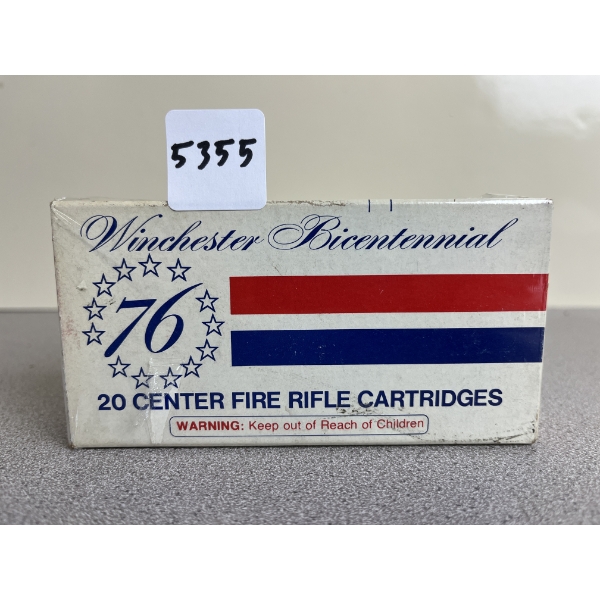 5355
Winchester Bicentennial
76
20 CENTER FIRE RIFLE CARTRIDGES
WARNING: Keep out of Reach of Children